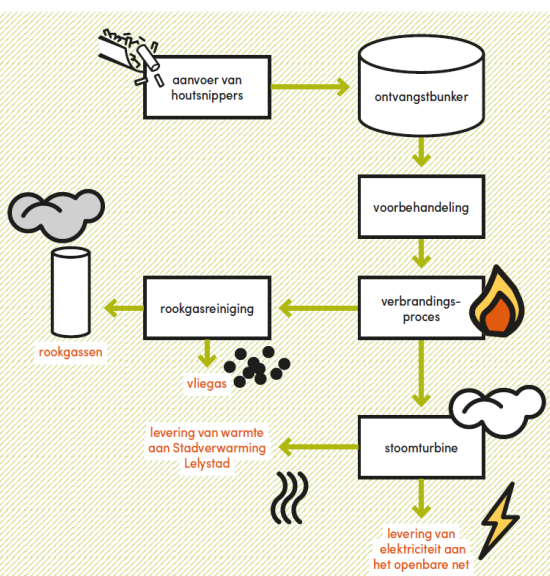 aanvoer van
houtsnippers
ontvangstbunker
voorbehandeling
verbrandings-
proces
rookgasreiniging
rookgassen
vliegas
stoomturbine
levering van warmte
aan Stadverwarming
Lelystad
levering van
elektriciteit aan
het openbare net